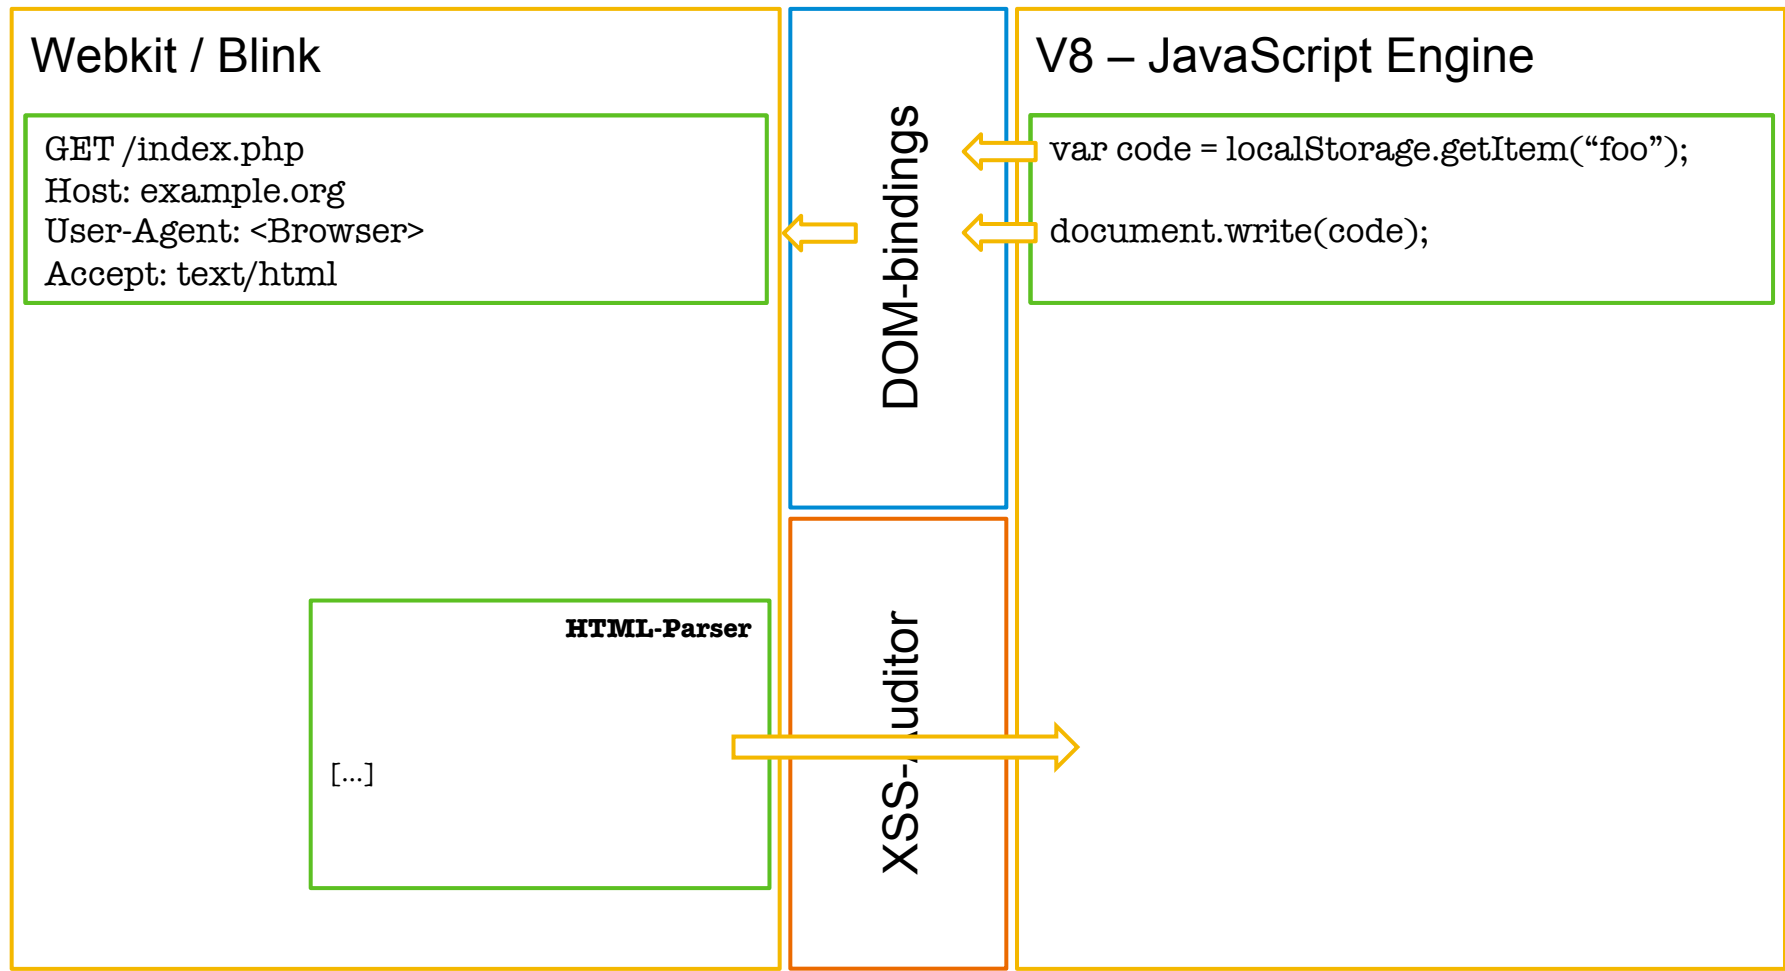 Webkit / Blink
GET /index.php
Host: example.org
User-Agent: <Browser>
Accept: text/html
DOM-bindings
V8 – JavaScript Engine
var code = localStorage.getItem(“foo”);
document.write(code);
HTML-Parser
[…]
XSS-Auditor